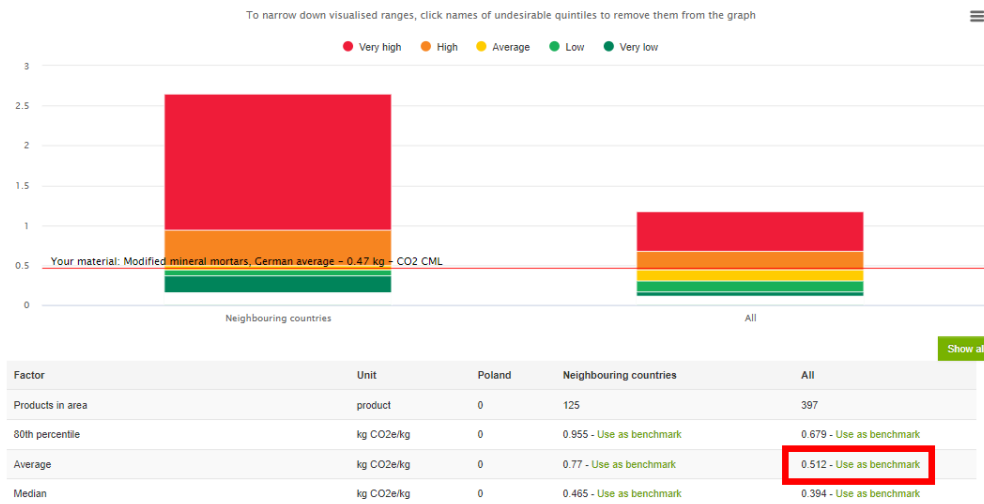 To narrow down visualised ranges, click names of undesirable quintiles to remove them from the graph
Very high High Average Low Very low
3
2.5
2
1.5
1
0.5
0
Your material: Modified mineral mortars, German average - 0.47 kg - CO2 CML
Neighbouring countries All
Show all
Factor Unit Poland Neighbouring countries All
Products in area product 0 125 397
80th percentile kg CO2e/kg 0 0.955 - Use as benchmark 0.679 - Use as benchmark
Average kg CO2e/kg 0 0.77 - Use as benchmark 0.512 - Use as benchmark
Median kg CO2e/kg 0 0.465 - Use as benchmark 0.394 - Use as benchmark